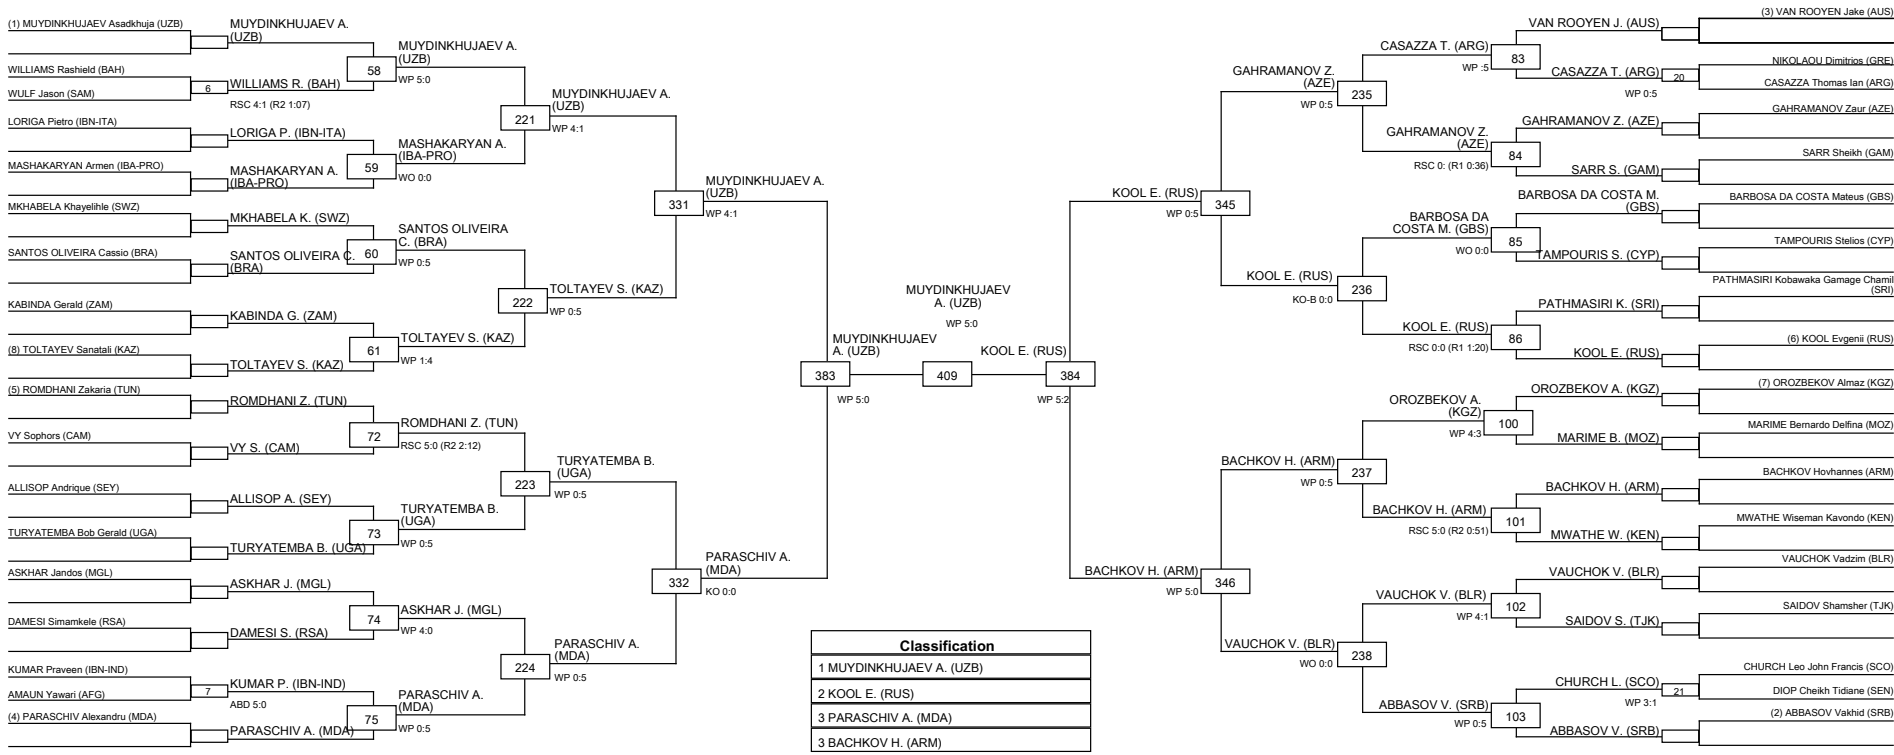 (1) MUYDINKHUJAEV Asadkhuja (UZB)
WILLIAMS Rashield (BAH)
WULF Jason (SAM)
LORIGA Pietro (IBN-ITA)
MASHAKARYAN Armen (IBA-PRO)
MKHABELA Khayelihle (SWZ)
SANTOS OLIVEIRA Cassio (BRA)
KABINDA Gerald (ZAM)
(8) TOLTAYEV Sanatali (KAZ)
(5) ROMDHANI Zakaria (TUN)
VY Sophors (CAM)
ALLISOP Andrique (SEY)
TURYATEMBA Bob Gerald (UGA)
ASKHAR Jandos (MGL)
DAMESI Simamkele (RSA)
KUMAR Praveen (IBN-IND)
AMAUN Yawari (AFG)
(4) PARASCHIV Alexandru (MDA)
6
7
MUYDINKHUJAEV A.
(UZB)
WILLIAMS R. (BAH)
RSC 4:1 (R2 1:07)
LORIGA P. (IBN-ITA)
MASHAKARYAN A.
(IBA-PRO)
MKHABELA K. (SWZ)
SANTOS OLIVEIRA C.
(BRA)
KABINDA G. (ZAM)
TOLTAYEV S. (KAZ)
ROMDHANI Z. (TUN)
VY S. (CAM)
ALLISOP A. (SEY)
TURYATEMBA B. (UGA)
ASKHAR J. (MGL)
DAMESI S. (RSA)
KUMAR P. (IBN-IND)
ABD 5:0
PARASCHIV A. (MDA)
58
59
60
61
72
73
74
75
MUYDINKHUJAEV A.
(UZB)
WP 5:0
MASHAKARYAN A.
(IBA-PRO)
WO 0:0
SANTOS OLIVEIRA
C. (BRA)
WP 0:5
TOLTAYEV S. (KAZ)
WP 1:4
ROMDHANI Z. (TUN)
RSC 5:0 (R2 2:12)
TURYATEMBA B.
(UGA)
WP 0:5
ASKHAR J. (MGL)
WP 4:0
PARASCHIV A.
(MDA)
WP 0:5
221
222
223
224
MUYDINKHUJAEV A.
(UZB)
WP 4:1
TOLTAYEV S. (KAZ)
WP 0:5
TURYATEMBA B.
(UGA)
WP 0:5
PARASCHIV A.
(MDA)
WP 0:5
331
332
MUYDINKHUJAEV A.
(UZB)
WP 4:1
PARASCHIV A.
(MDA)
KO 0:0
MUYDINKHUJAEV
A. (UZB)
383
WP 5:0
MUYDINKHUJAEV
A. (UZB)
WP 5:0
409
KOOL E. (RUS)
384
WP 5:2
KOOL E. (RUS)
WP 0:5
345
BACHKOV H. (ARM)
WP 5:0
346
GAHRAMANOV Z.
(AZE)
WP 0:5
235
KOOL E. (RUS)
KO-B 0:0
236
BACHKOV H. (ARM)
WP 0:5
237
VAUCHOK V. (BLR)
WO 0:0
238
CASAZZA T. (ARG)
WP :5
83
GAHRAMANOV Z.
(AZE)
RSC 0: (R1 0:36)
84
BARBOSA DA
COSTA M. (GBS)
WO 0:0
85
KOOL E. (RUS)
RSC 0:0 (R1 1:20)
86
OROZBEKOV A.
(KGZ)
WP 4:3
100
BACHKOV H. (ARM)
RSC 5:0 (R2 0:51)
101
VAUCHOK V. (BLR)
WP 4:1
102
ABBASOV V. (SRB)
WP 0:5
103
VAN ROOYEN J. (AUS)
CASAZZA T. (ARG)
WP 0:5
GAHRAMANOV Z. (AZE)
SARR S. (GAM)
BARBOSA DA COSTA M.
(GBS)
TAMPOURIS S. (CYP)
PATHMASIRI K. (SRI)
KOOL E. (RUS)
OROZBEKOV A. (KGZ)
MARIME B. (MOZ)
BACHKOV H. (ARM)
MWATHE W. (KEN)
VAUCHOK V. (BLR)
SAIDOV S. (TJK)
CHURCH L. (SCO)
WP 3:1
ABBASOV V. (SRB)
20
21
(3) VAN ROOYEN Jake (AUS)
NIKOLAOU Dimitrios (GRE)
CASAZZA Thomas Ian (ARG)
GAHRAMANOV Zaur (AZE)
SARR Sheikh (GAM)
BARBOSA DA COSTA Mateus (GBS)
TAMPOURIS Stelios (CYP)
PATHMASIRI Kobawaka Gamage Chamil
(SRI)
(6) KOOL Evgenii (RUS)
(7) OROZBEKOV Almaz (KGZ)
MARIME Bernardo Delfina (MOZ)
BACHKOV Hovhannes (ARM)
MWATHE Wiseman Kavondo (KEN)
VAUCHOK Vadzim (BLR)
SAIDOV Shamsher (TJK)
CHURCH Leo John Francis (SCO)
DIOP Cheikh Tidiane (SEN)
(2) ABBASOV Vakhid (SRB)
Classification
1 MUYDINKHUJAEV A. (UZB)
2 KOOL E. (RUS)
3 PARASCHIV A. (MDA)
3 BACHKOV H. (ARM)